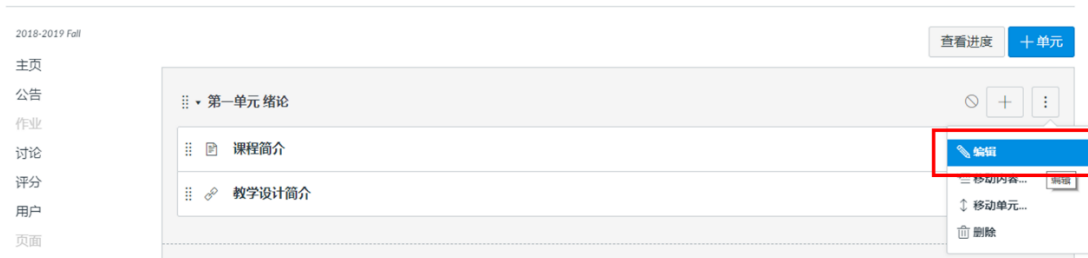 2018-2019 Fall
查看进度
+单元
主页
公告
作业
讨论
评分
用户
页面
第一单元 绪论
课程简介
教学设计简介
编辑
移动内容...
编辑
移动单元...
删除